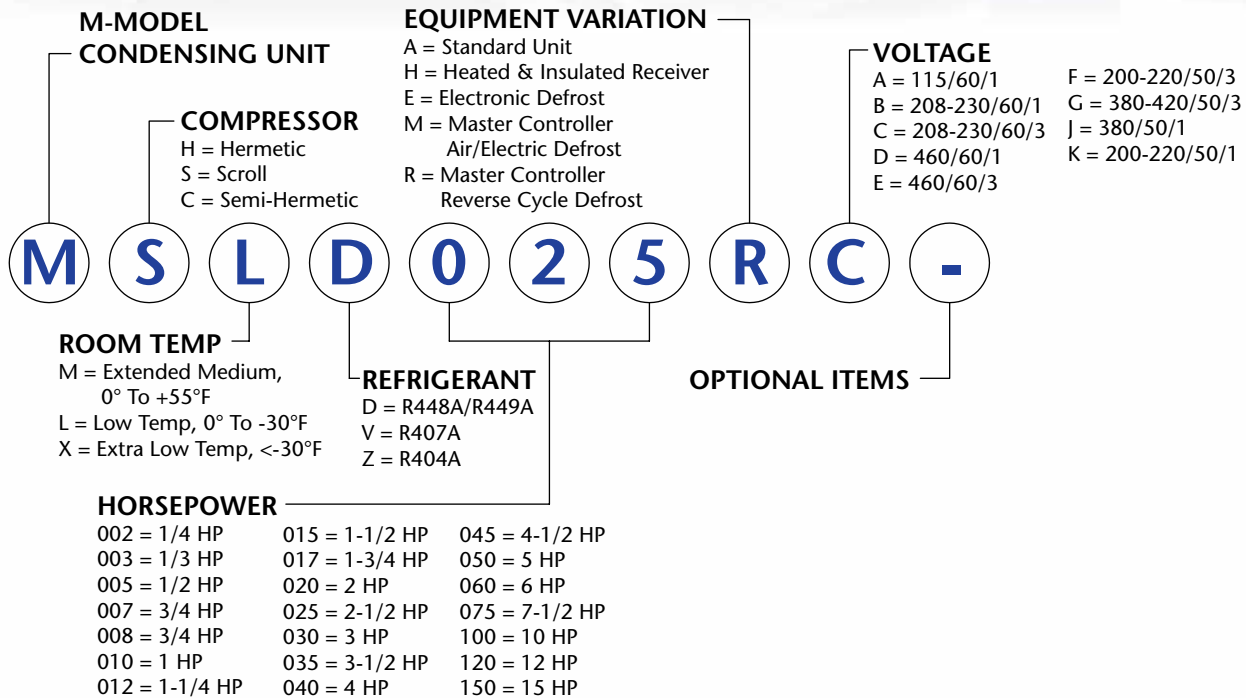 M-MODEL
CONDENSING UNIT
COMPRESSOR
H = Hermetic
S = Scroll
C = Semi-Hermetic
EQUIPMENT VARIATION
A = Standard Unit
H = Heated & Insulated Receiver
E = Electronic Defrost
M = Master Controller
Air/Electric Defrost
R = Master Controller
Reverse Cycle Defrost
VOLTAGE
A = 115/60/1
B = 208-230/60/1
C = 208-230/60/3
D = 460/60/1
E = 460/60/3
F = 200-220/50/3
G = 380-420/50/3
J = 380/50/1
K = 200-220/50/1
M S L D 0 2 5 R C -
ROOM TEMP
M = Extended Medium,
0° To +55°F
L = Low Temp, 0° To -30°F
X = Extra Low Temp, <-30°F
REFRIGERANT
D = R448A/R449A
V = R407A
Z = R404A
OPTIONAL ITEMS
HORSEPOWER
002 = 1/4 HP
003 = 1/3 HP
005 = 1/2 HP
007 = 3/4 HP
008 = 3/4 HP
010 = 1 HP
012 = 1-1/4 HP
015 = 1-1/2 HP
017 = 1-3/4 HP
020 = 2 HP
025 = 2-1/2 HP
030 = 3 HP
035 = 3-1/2 HP
040 = 4 HP
045 = 4-1/2 HP
050 = 5 HP
060 = 6 HP
075 = 7-1/2 HP
100 = 10 HP
120 = 12 HP
150 = 15 HP